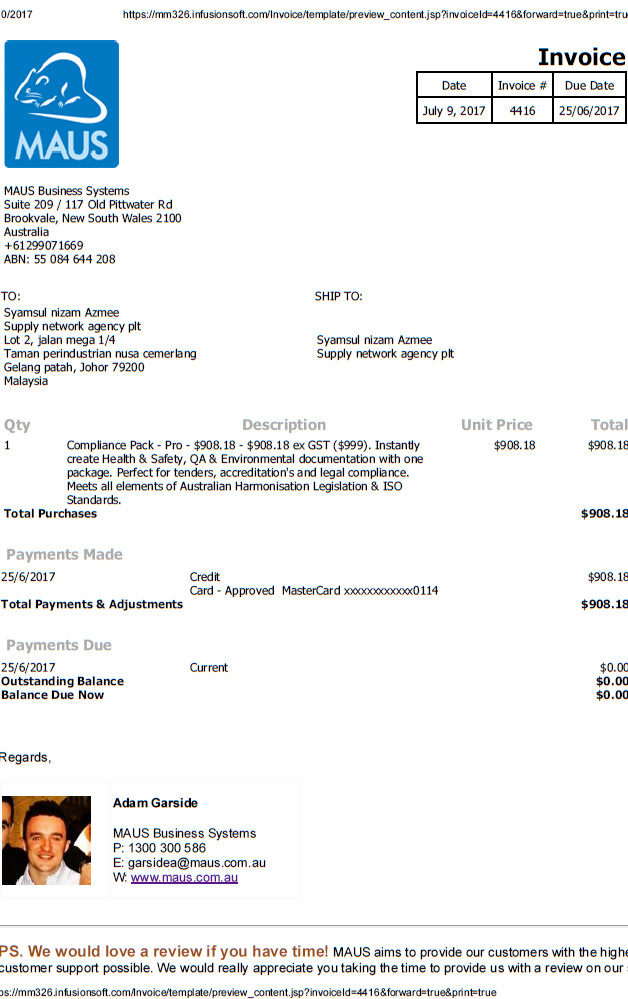 0/2017 https://mm326.infusionsoft.com/Invoice/template/preview_content.jsp?invoiceId=4416&forward=true&print=tru
MAUS
Invoice
Date Invoice # Due Date
July 9, 2017 4416 25/06/2017
MAUS Business Systems
Suite 209 / 117 Old Pittwater Rd
Brookvale, New South Wales 2100
Australia
+61299071669
ABN: 55 084 644 208
TO: SHIP TO:
Syamsul nizam Azmee
Supply network agency plt
Lot 2, jalan mega 1/4 Syamsul nizam Azmee
Taman perindustrian nusa cemerlang Supply network agency plt
Gelang patah, Johor 79200
Malaysia
Qty Description Unit Price Total
1 Compliance Pack - Pro - $908.18 - $908.18 ex GST ($999). Instantly $908.18 $908.18
create Health & Safety, QA & Environmental documentation with one
package. Perfect for tenders, accreditation's and legal compliance.
Meets all elements of Australian Harmonisation Legislation & ISO
Standards.
Total Purchases $908.18
Payments Made
25/6/2017 Credit $908.18
Card - Approved MasterCard xxxxxxxxxxxx0114
Total Payments & Adjustments $908.18
Payments Due
25/6/2017 Current $0.00
Outstanding Balance $0.00
Balance Due Now $0.00
Regards,
Adam Garside
MAUS Business Systems
P: 1300 300 586
E: garsidea@maus.com.au
W: www.maus.com.au
PS. We would love a review if you have time! MAUS aims to provide our customers with the highe
customer support possible. We would really appreciate you taking the time to provide us with a review on our
ps://mm326.infusionsoft.com/Invoice/template/preview_content.jsp?invoiceId=4416&forward=true&print=true